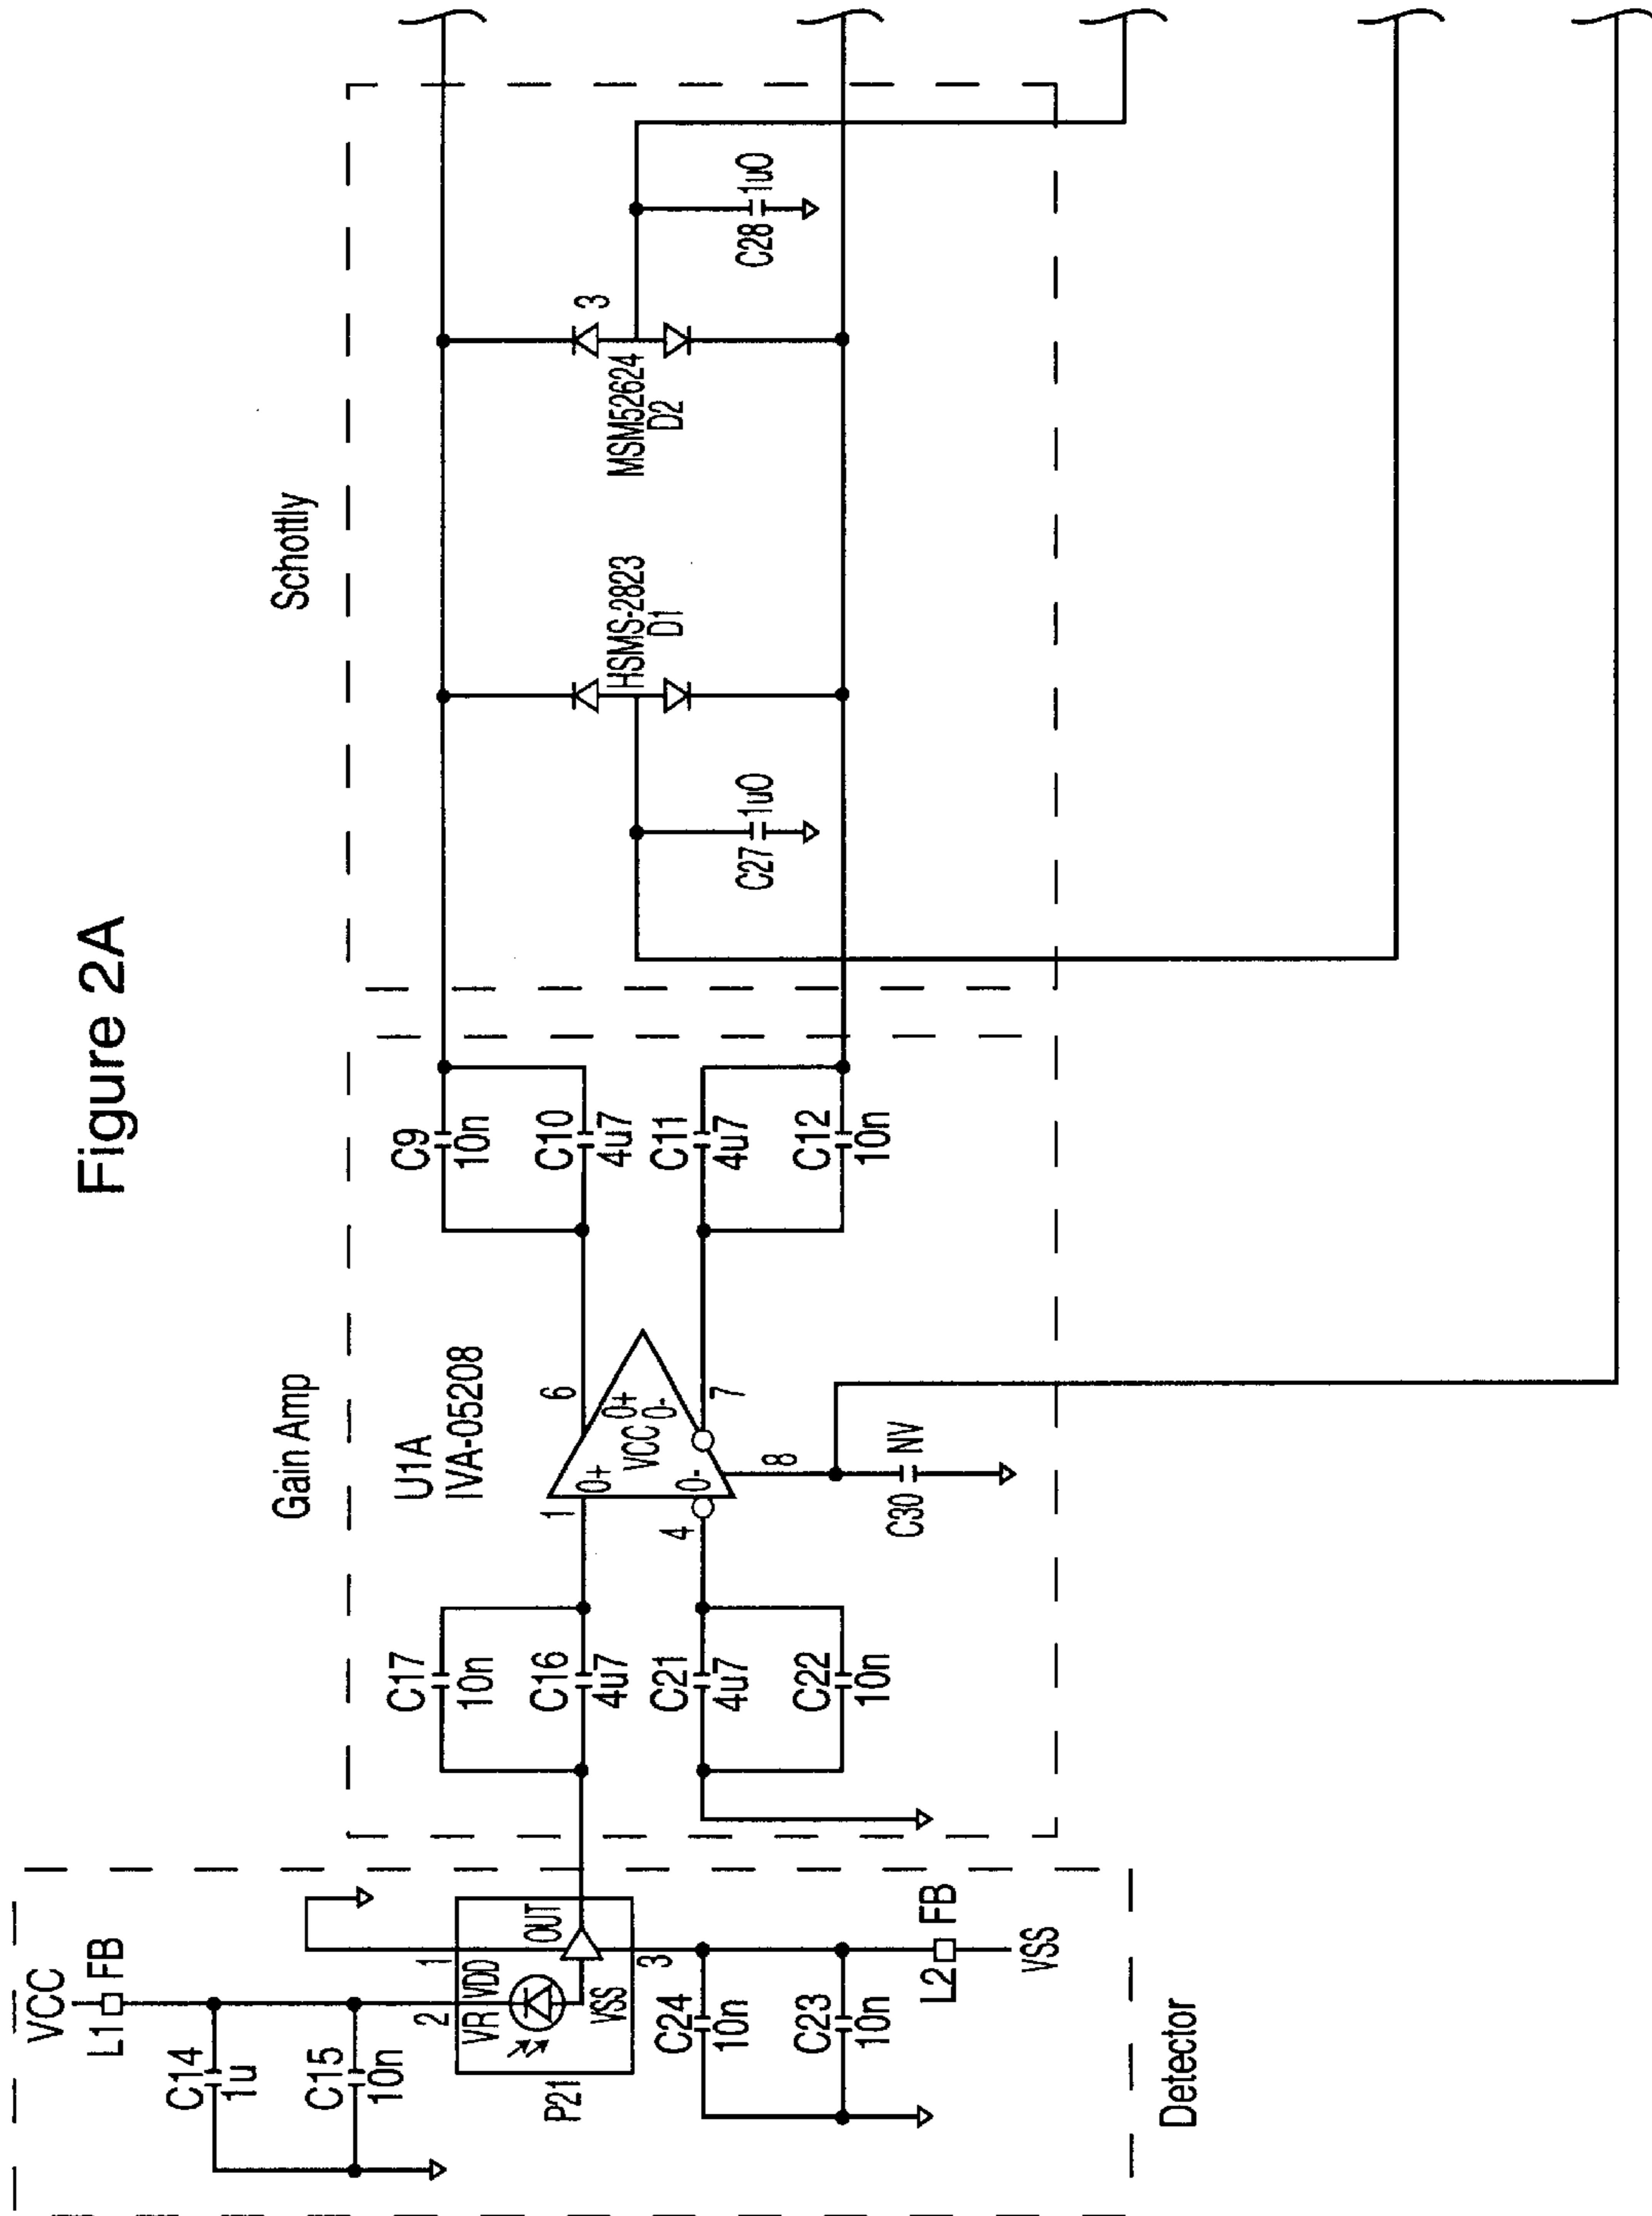 Figure 2A
Detector
VCC
L1 FB
C14
1u
C15
10n
2
1
VR VDD
OUT
VSS
P21
3
C24
10n
C23
10n
L2 FB
VSS
Gain Amp
C17
10n
C16
4u7
C21
4u7
C22
10n
U1A
IVA-05208
1
4
6
7
8
0+
0-
VCC
0+
0-
C30 NV
C9
10n
C10
4u7
C11
4u7
C12
10n
Schottly
HSMS-2823
D1
C27 1u0
MSM52624
D2
3
C28 1u0